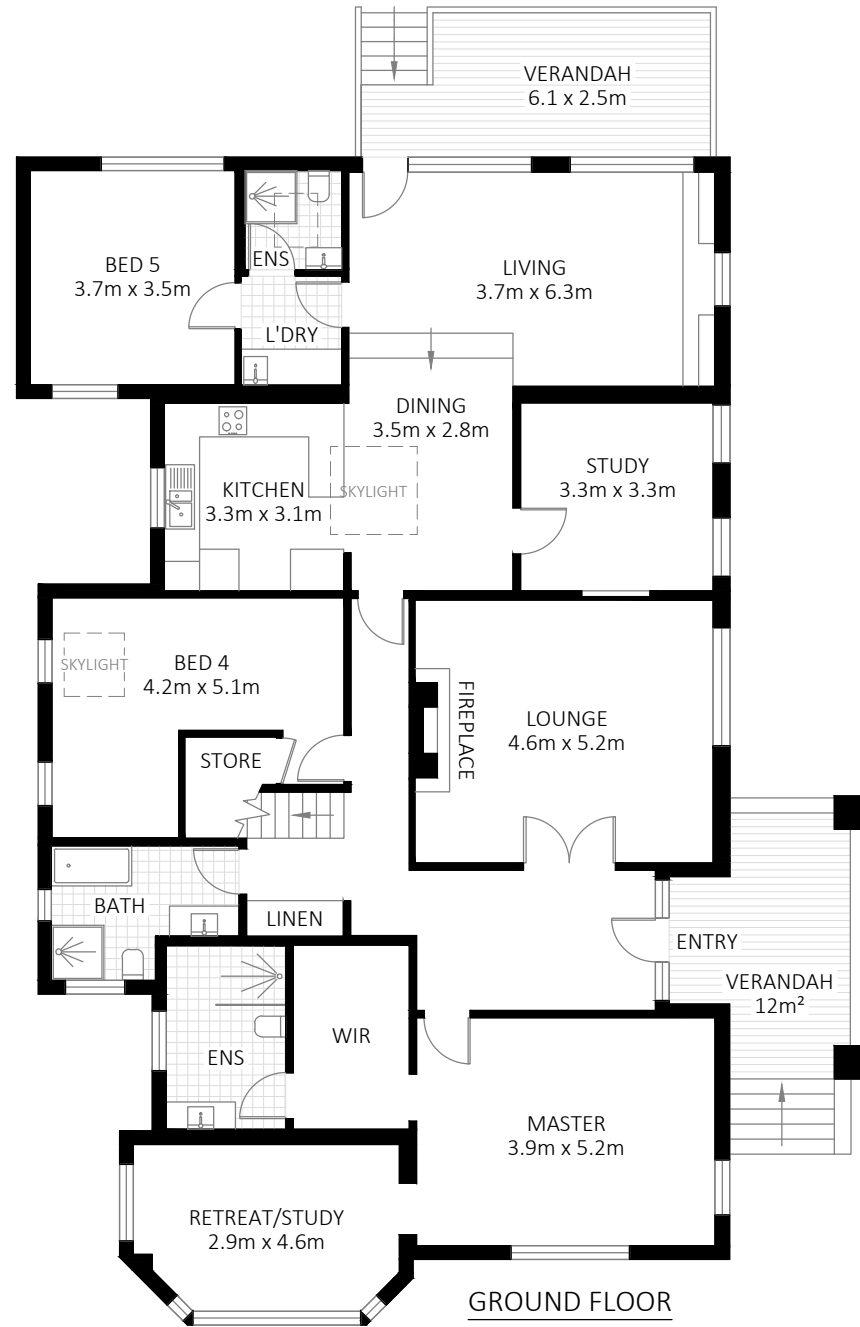 VERANDAH
6.1 x 2.5m
BED 5
3.7m x 3.5m
ENS
L'DRY
LIVING
3.7m x 6.3m
DINING
3.5m x 2.8m
KITCHEN
3.3m x 3.1m
SKYLIGHT
STUDY
3.3m x 3.3m
SKYLIGHT
BED 4
4.2m x 5.1m
STORE
FIREPLACE
LOUNGE
4.6m x 5.2m
BATH
LINEN
ENTRY
VERANDAH
12m²
ENS
WIR
MASTER
3.9m x 5.2m
RETREAT/STUDY
2.9m x 4.6m
GROUND FLOOR